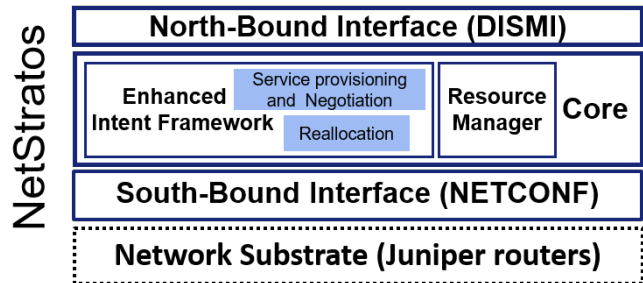 NetStratos
North-Bound Interface (DISMI)
Enhanced
Intent Framework
Service provisioning
and Negotiation
Reallocation
Resource
Manager
Core
South-Bound Interface (NETCONF)
Network Substrate (Juniper routers)